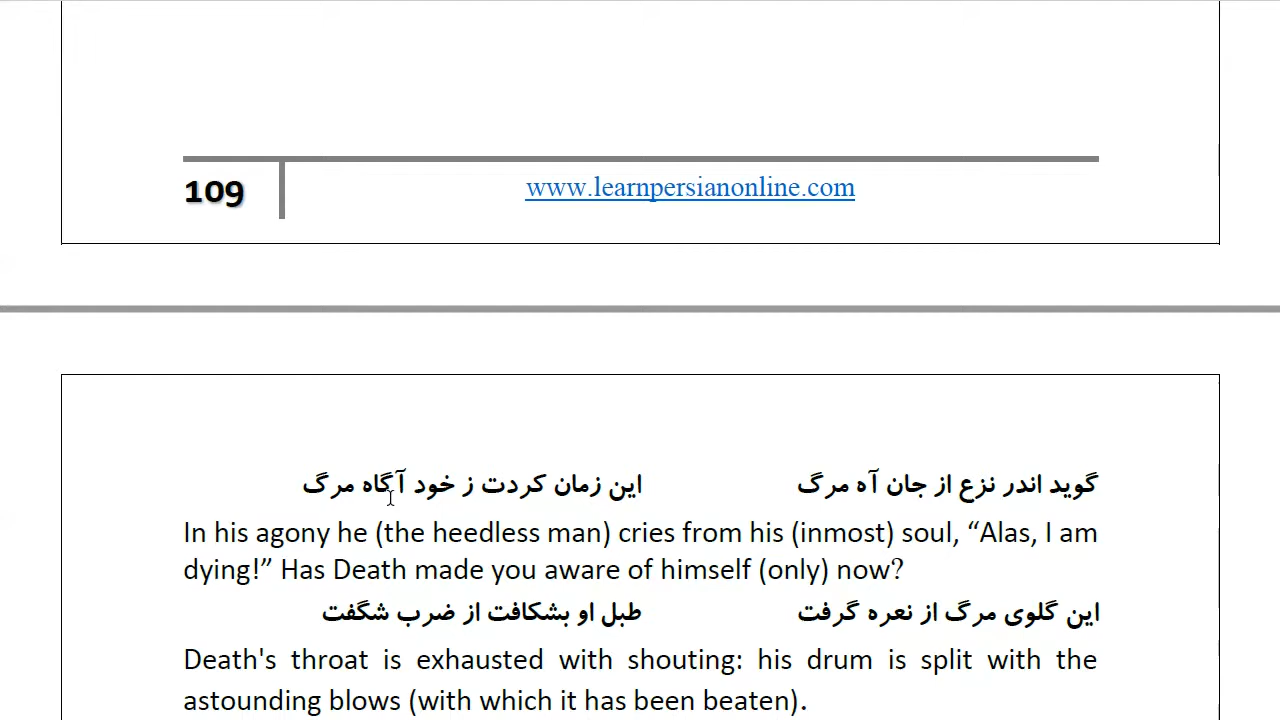 109 www.learnpersianonline.com
گوید اندر نزع از جان آه مرگ این زمان کردت ز خود آگاه مرگ
In his agony he (the heedless man) cries from his (inmost) soul, “Alas, I am
dying!” Has Death made you aware of himself (only) now?
این گلوی مرگ از نعره گرفت طبل او بشکافت از ضرب شگفت
Death's throat is exhausted with shouting: his drum is split with the
astounding blows (with which it has been beaten).